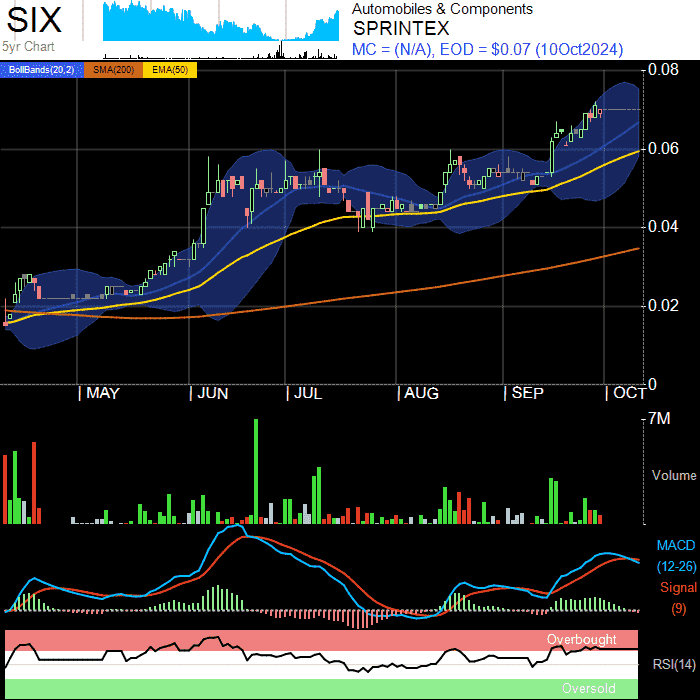 SIX
5yr Chart
Automobiles & Components
SPRINTEX
MC = (N/A), EOD = $0.07 (10Oct2024)
BollBands(20,2) SMA(200) EMA(50)
0.08
0.06
0.04
0.02
0
| MAY | JUN | JUL | AUG | SEP | OCT
7M
Volume
MACD
(12-26)
Signal
(9)
Overbought
RSI(14)
Oversold